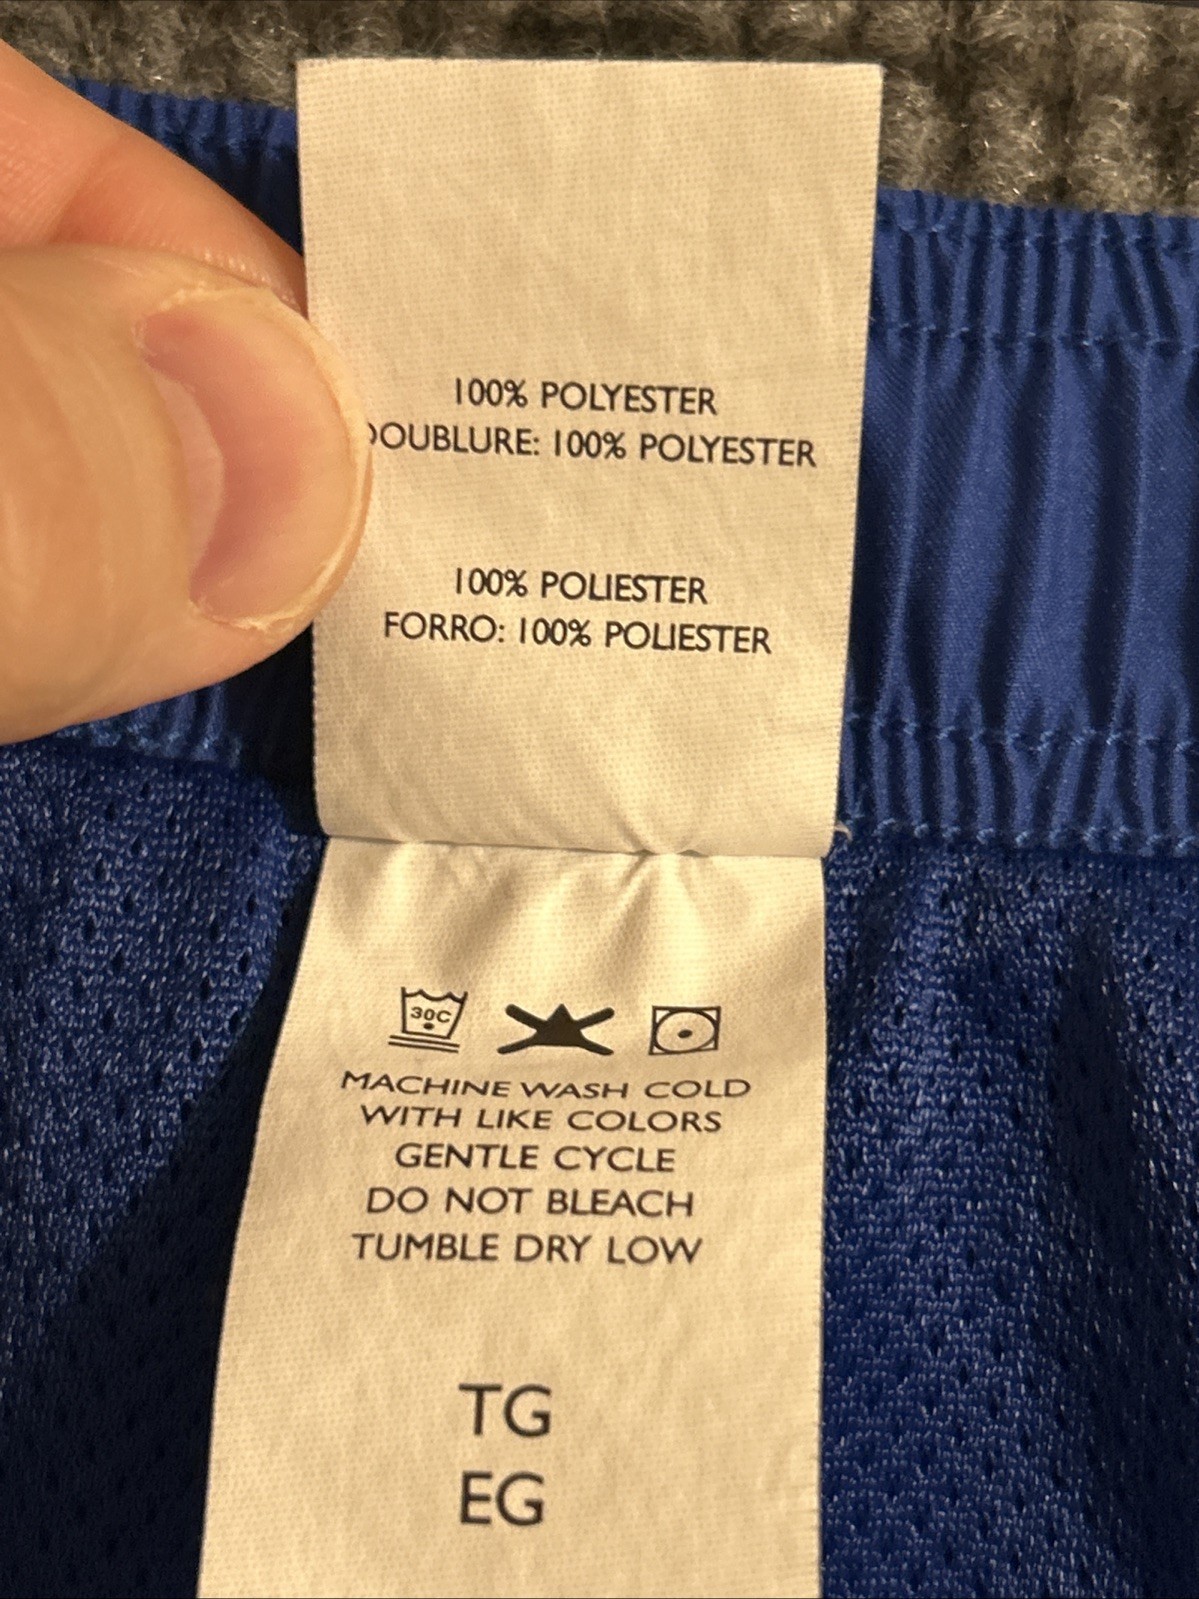 100% POLYESTER
DOUBLURE: 100% POLYESTER
100% POLIESTER
FORRO: 100% POLIESTER
30C
MACHINE WASH COLD
WITH LIKE COLORS
GENTLE CYCLE
DO NOT BLEACH
TUMBLE DRY LOW
TG
EG